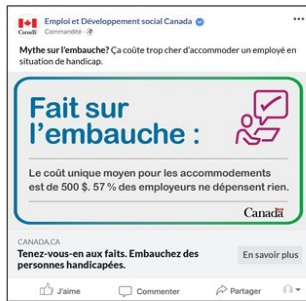 Emploi et Développement social Canada
Canada
Commandité
Mythe sur l'embauche? Ça coûte trop cher d'accommoder un employé en
situation de handicap.
Fait sur
l'embauche :
Le coût unique moyen pour les accommodements
est de 500 $. 57 % des employeurs ne dépensent rien.
Canada
CANADA.CA
Tenez-vous-en aux faits. Embauchez des
personnes handicapées.
En savoir plus
J'aime
Commenter
Partager